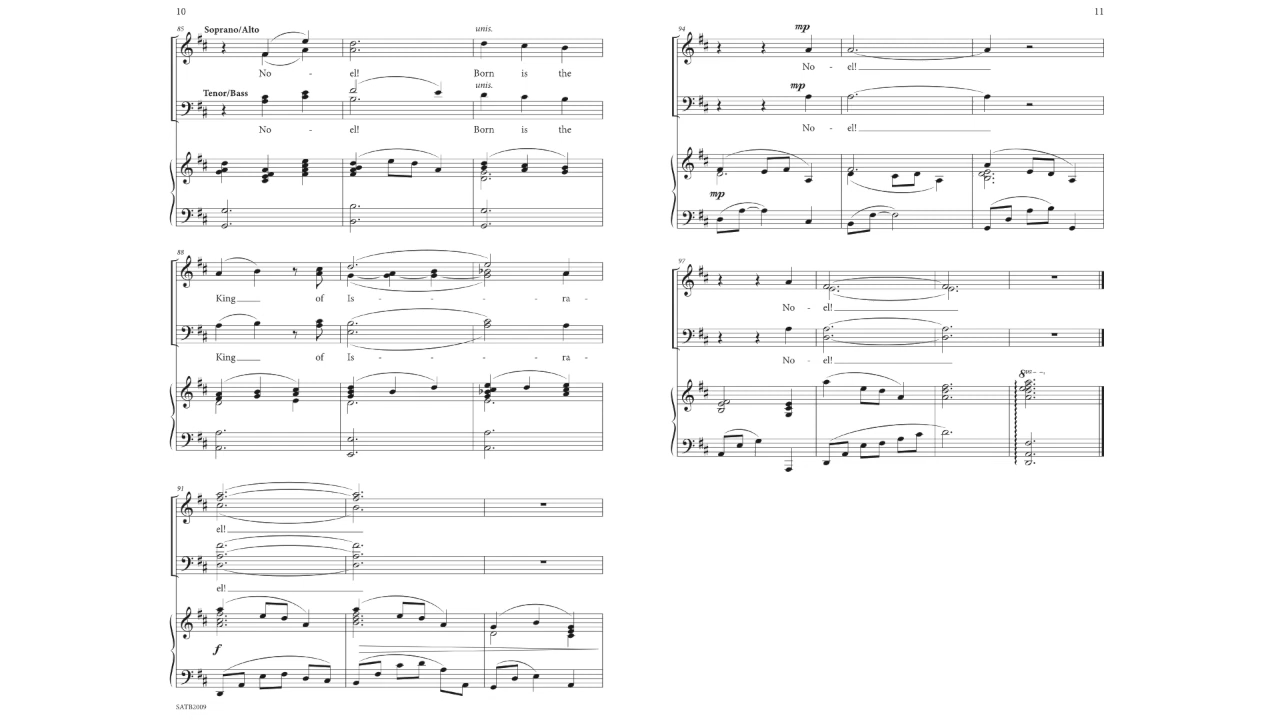 10
85
Soprano/Alto
unis.
No - el! Born is the
Tenor/Bass
unis.
No - el! Born is the
88
King of Is - - - - ra -
King of Is - - - - ra -
91
el!
el!
f
SATB2009
11
94
mp
No - el!
mp
No - el!
mp
97
No - el!
No - el!
8va